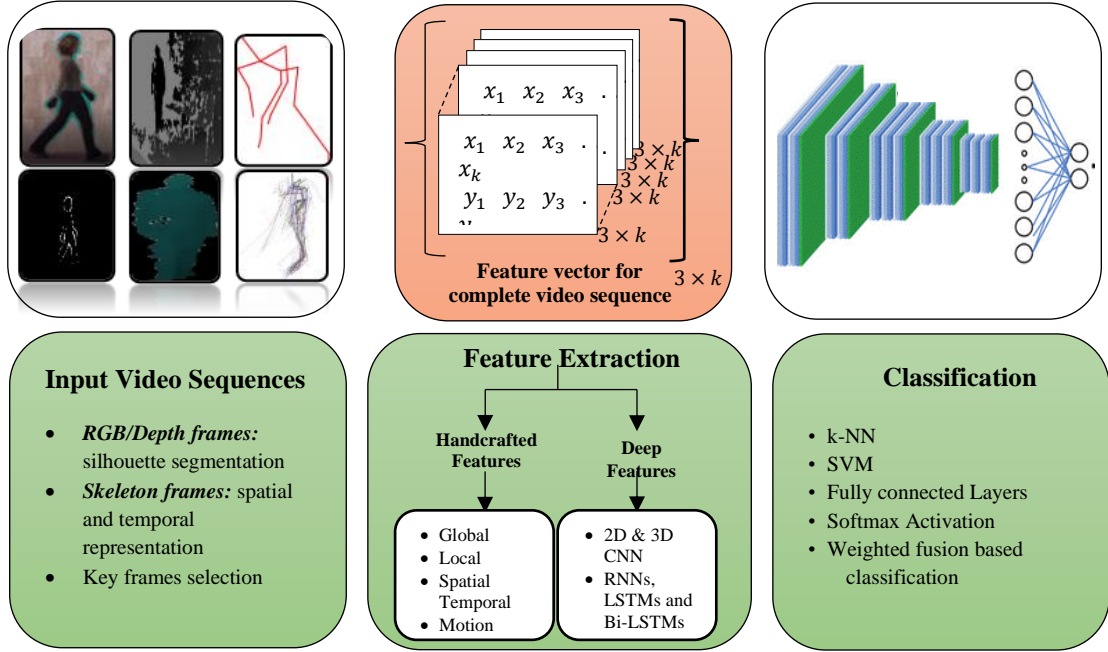 x₁ x₂ x₃ . .
x₁ x₂ x₃ . .
xₖ
y₁ y₂ y₃ .
3 × k
3 × k
3 × k
3 × k
3 × k
Feature vector for
complete video sequence
3 × k
Input Video Sequences
• RGB/Depth frames:
silhouette segmentation
• Skeleton frames: spatial
and temporal
representation
• Key frames selection
Feature Extraction
Handcrafted
Features
Deep
Features
• Global
• Local
• Spatial
Temporal
• Motion
• 2D & 3D
CNN
• RNNs,
LSTMs and
Bi-LSTMs
Classification
• k-NN
• SVM
• Fully connected Layers
• Softmax Activation
• Weighted fusion based
classification